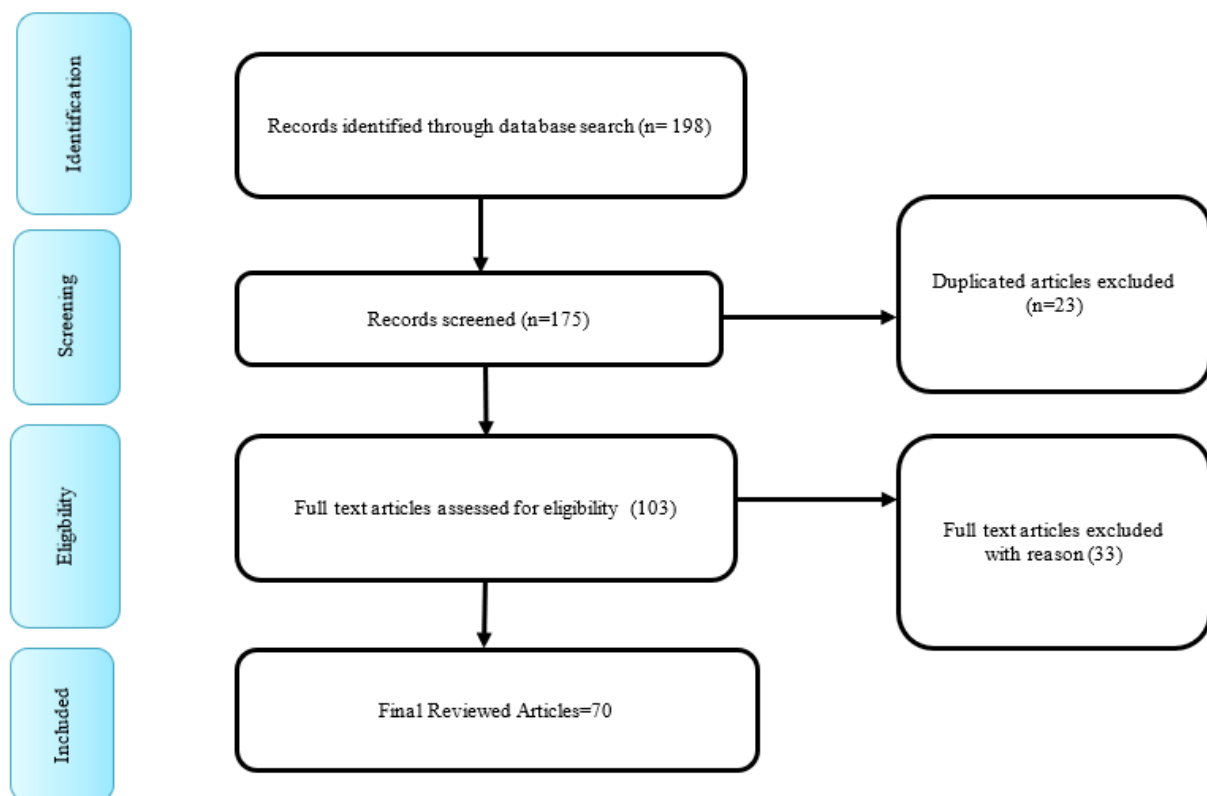 Identification
Records identified through database search (n= 198)
Screening
Records screened (n=175)
Duplicated articles excluded
(n=23)
Eligibility
Full text articles assessed for eligibility (103)
Full text articles excluded
with reason (33)
Included
Final Reviewed Articles=70